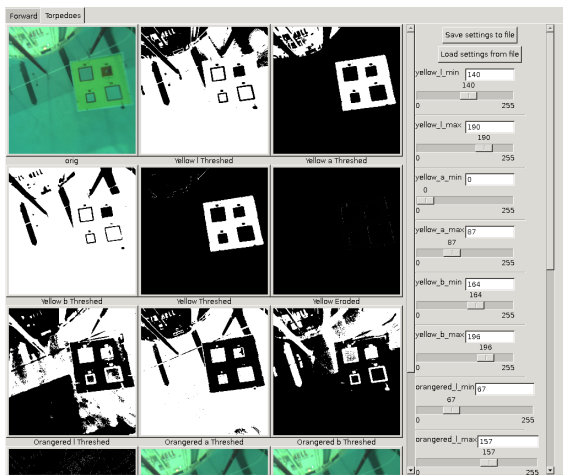 Forward Torpedoes
orig
Yellow l Threshed
Yellow a Threshed
Yellow b Threshed
Yellow Threshed
Yellow Eroded
Orangered l Threshed
Orangered a Threshed
Orangered b Threshed
Save settings to file
Load settings from file
yellow_l_min 140
140
0 255
yellow_l_max 190
190
0 255
yellow_a_min 0
0
0 255
yellow_a_max 87
87
0 255
yellow_b_min 164
164
0 255
yellow_b_max 196
196
0 255
orangered_l_min 67
67
0 255
orangered_l_max 157
157
0 255